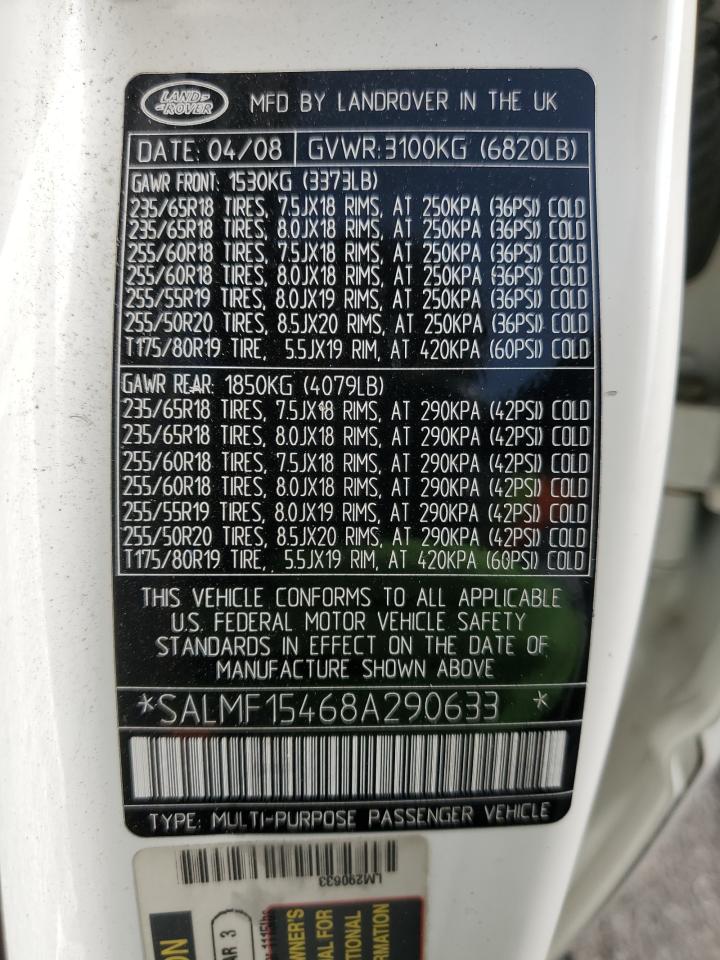 LAND-
-ROVER
MFD BY LANDROVER IN THE UK
DATE: 04/08 GVWR:3100KG (6820LB)
GAWR FRONT: 1530KG (3373LB)
235/65R18 TIRES, 7.5JX18 RIMS, AT 250KPA (36PSI) COLD
235/65R18 TIRES, 8.0JX18 RIMS, AT 250KPA (36PSI) COLD
255/60R18 TIRES, 7.5JX18 RIMS, AT 250KPA (36PSI) COLD
255/60R18 TIRES, 8.0JX18 RIMS, AT 250KPA (36PSI) COLD
255/55R19 TIRES, 8.0JX19 RIMS, AT 250KPA (36PSI) COLD
255/50R20 TIRES, 8.5JX20 RIMS, AT 250KPA (36PSI) COLD
T175/80R19 TIRE, 5.5JX19 RIM, AT 420KPA (60PSI) COLD
GAWR REAR: 1850KG (4079LB)
235/65R18 TIRES, 7.5JX18 RIMS, AT 290KPA (42PSI) COLD
235/65R18 TIRES, 8.0JX18 RIMS, AT 290KPA (42PSI) COLD
255/60R18 TIRES, 7.5JX18 RIMS, AT 290KPA (42PSI) COLD
255/60R18 TIRES, 8.0JX18 RIMS, AT 290KPA (42PSI) COLD
255/55R19 TIRES, 8.0JX19 RIMS, AT 290KPA (42PSI) COLD
255/50R20 TIRES, 8.5JX20 RIMS, AT 290KPA (42PSI) COLD
T175/80R19 TIRE, 5.5JX19 RIM, AT 420KPA (60PSI) COLD
THIS VEHICLE CONFORMS TO ALL APPLICABLE
U.S. FEDERAL MOTOR VEHICLE SAFETY
STANDARDS IN EFFECT ON THE DATE OF
MANUFACTURE SHOWN ABOVE
*SALMF15468A290633 *
TYPE: MULTI-PURPOSE PASSENGER VEHICLE
LM290633
ION
AR 3
1115lbs
WNER'S
AL FOR
TIONAL
RMATION